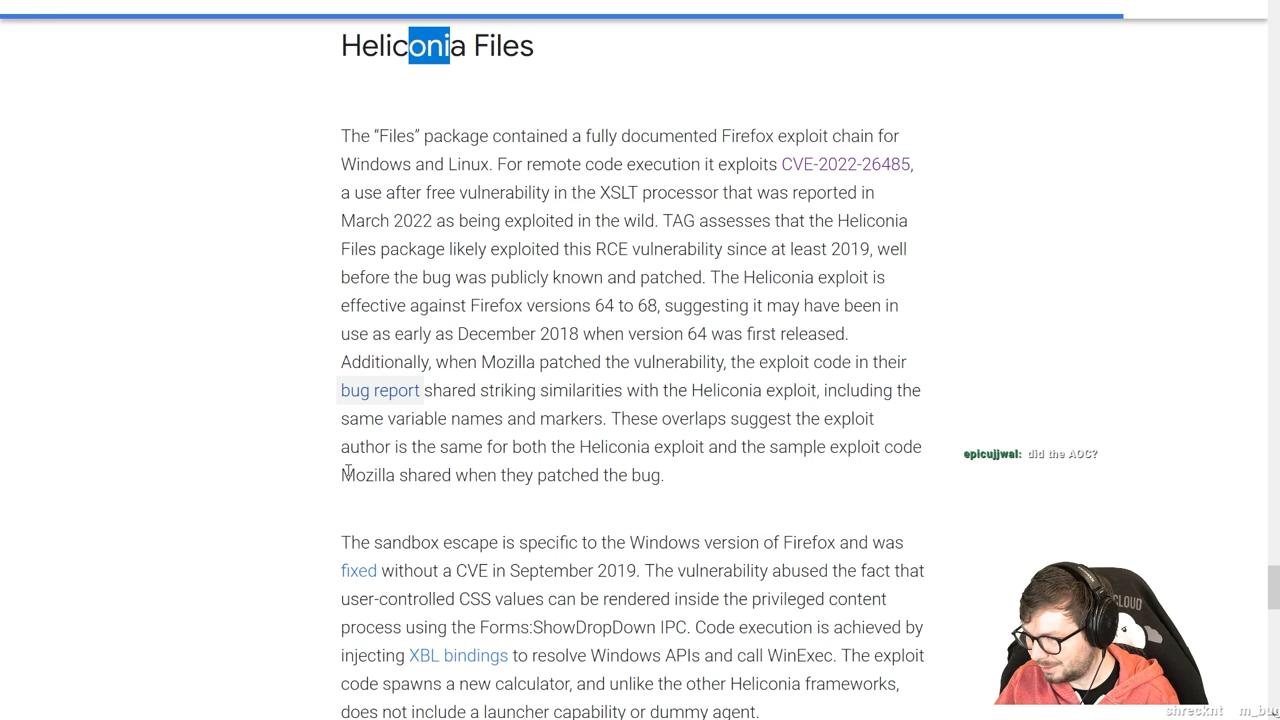 Heliconia Files
The “Files” package contained a fully documented Firefox exploit chain for
Windows and Linux. For remote code execution it exploits CVE-2022-26485,
a use after free vulnerability in the XSLT processor that was reported in
March 2022 as being exploited in the wild. TAG assesses that the Heliconia
Files package likely exploited this RCE vulnerability since at least 2019, well
before the bug was publicly known and patched. The Heliconia exploit is
effective against Firefox versions 64 to 68, suggesting it may have been in
use as early as December 2018 when version 64 was first released.
Additionally, when Mozilla patched the vulnerability, the exploit code in their
bug report shared striking similarities with the Heliconia exploit, including the
same variable names and markers. These overlaps suggest the exploit
author is the same for both the Heliconia exploit and the sample exploit code
Mozilla shared when they patched the bug.
epicujjwal: did the AOC?
The sandbox escape is specific to the Windows version of Firefox and was
fixed without a CVE in September 2019. The vulnerability abused the fact that
user-controlled CSS values can be rendered inside the privileged content
process using the Forms:ShowDropDown IPC. Code execution is achieved by
injecting XBL bindings to resolve Windows APIs and call WinExec. The exploit
code spawns a new calculator, and unlike the other Heliconia frameworks,
does not include a launcher capability or dummy agent.
CLOUD
shrecknt